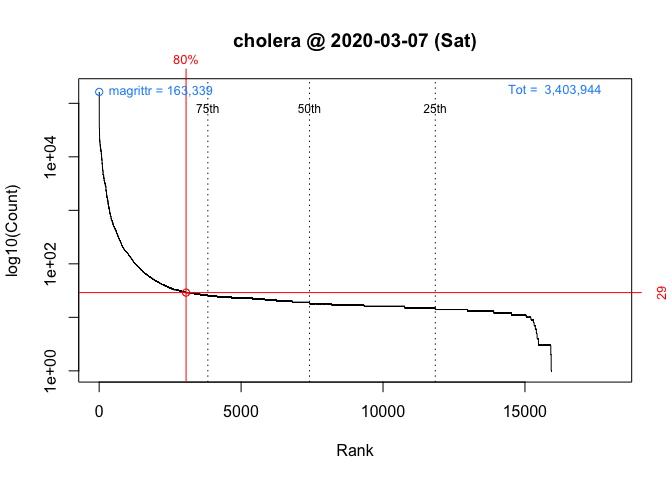 cholera @ 2020-03-07 (Sat)
80%
magrittr = 163,339
Tot =  3,403,944
75th
50th
25th
log10(Count)
1e+04
1e+02
1e+00
29
0
5000
10000
15000
Rank